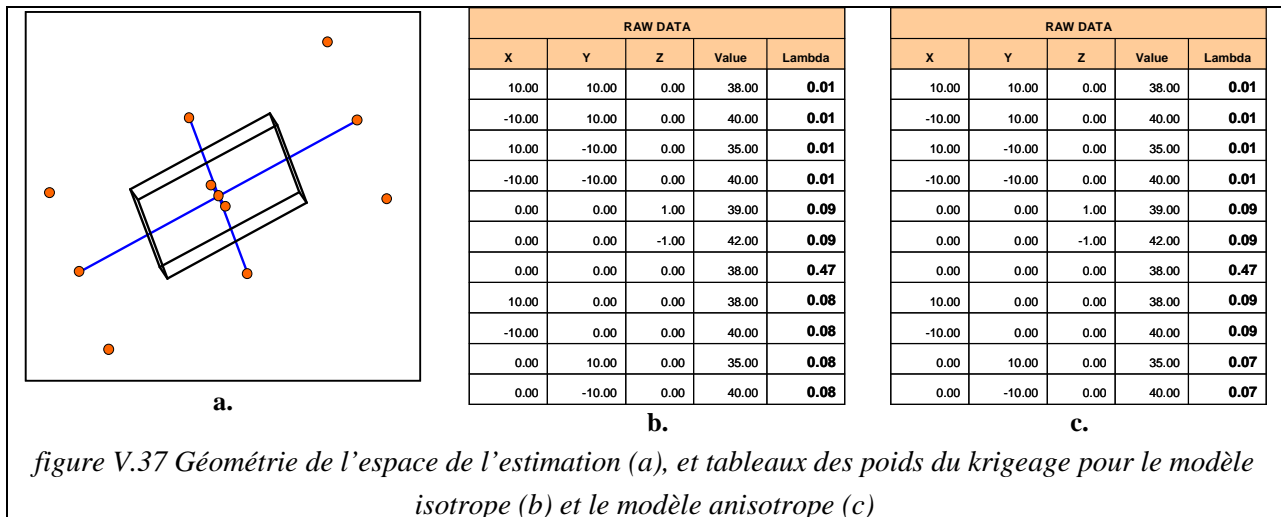 RAW DATA
X Y Z Value Lambda
10.00 10.00 0.00 38.00 0.01
-10.00 10.00 0.00 40.00 0.01
10.00 -10.00 0.00 35.00 0.01
-10.00 -10.00 0.00 40.00 0.01
0.00 0.00 1.00 39.00 0.09
0.00 0.00 -1.00 42.00 0.09
0.00 0.00 0.00 38.00 0.47
10.00 0.00 0.00 38.00 0.08
-10.00 0.00 0.00 40.00 0.08
0.00 10.00 0.00 35.00 0.08
0.00 -10.00 0.00 40.00 0.08
RAW DATA
X Y Z Value Lambda
10.00 10.00 0.00 38.00 0.01
-10.00 10.00 0.00 40.00 0.01
10.00 -10.00 0.00 35.00 0.01
-10.00 -10.00 0.00 40.00 0.01
0.00 0.00 1.00 39.00 0.09
0.00 0.00 -1.00 42.00 0.09
0.00 0.00 0.00 38.00 0.47
10.00 0.00 0.00 38.00 0.09
-10.00 0.00 0.00 40.00 0.09
0.00 10.00 0.00 35.00 0.07
0.00 -10.00 0.00 40.00 0.07
a.
b.
c.
figure V.37 Géométrie de l'espace de l'estimation (a), et tableaux des poids du krigeage pour le modèle
isotrope (b) et le modèle anisotrope (c)